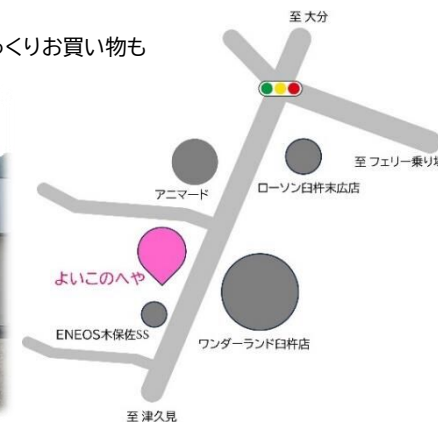 至 大分
っくりお買い物も
至 フェリー乗り場
アニマード
ローソン臼杵末広店
よいこのへや
ENEOS木保佐SS
ワンダーランド臼杵店
至 津久見